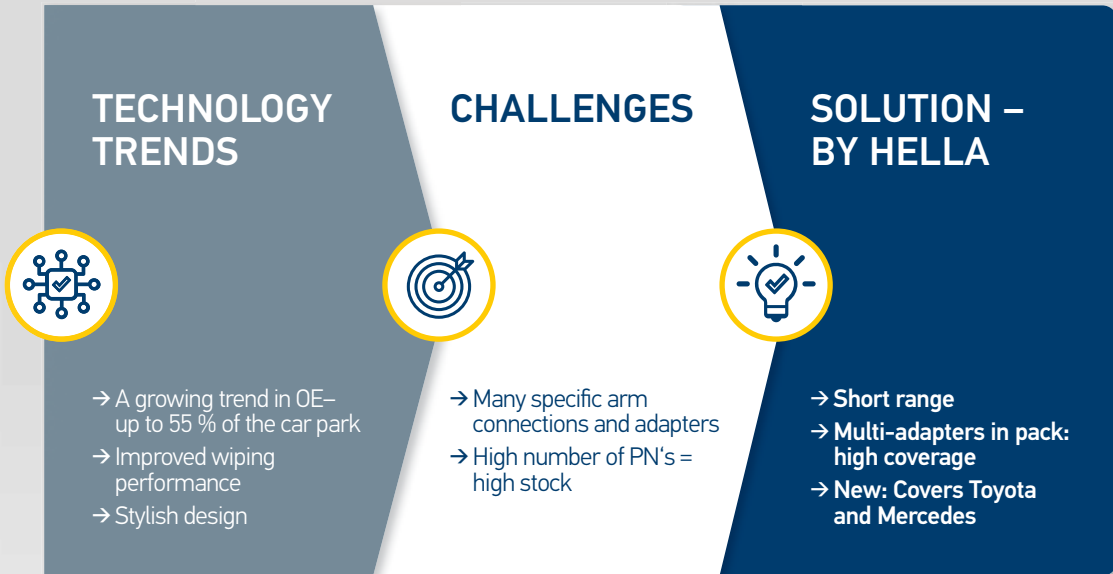 TECHNOLOGY
TRENDS
→ A growing trend in OE–
up to 55 % of the car park
→ Improved wiping
performance
→ Stylish design
CHALLENGES
→ Many specific arm
connections and adapters
→ High number of PN‘s =
high stock
SOLUTION –
BY HELLA
→ Short range
→ Multi-adapters in pack:
high coverage
→ New: Covers Toyota
and Mercedes